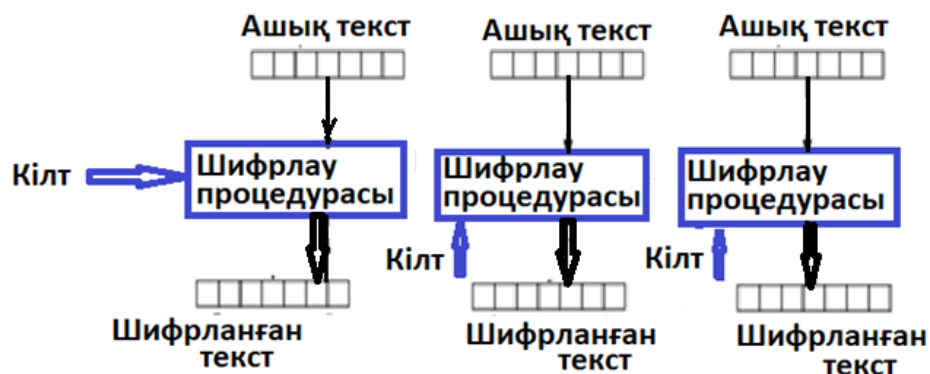 Ашық текст
Ашық текст
Ашық текст
Кілт
Шифрлау
процедурасы
Шифрлау
процедурасы
Шифрлау
процедурасы
Кілт
Кілт
Шифрланған
текст
Шифрланған
текст
Шифрланған
текст